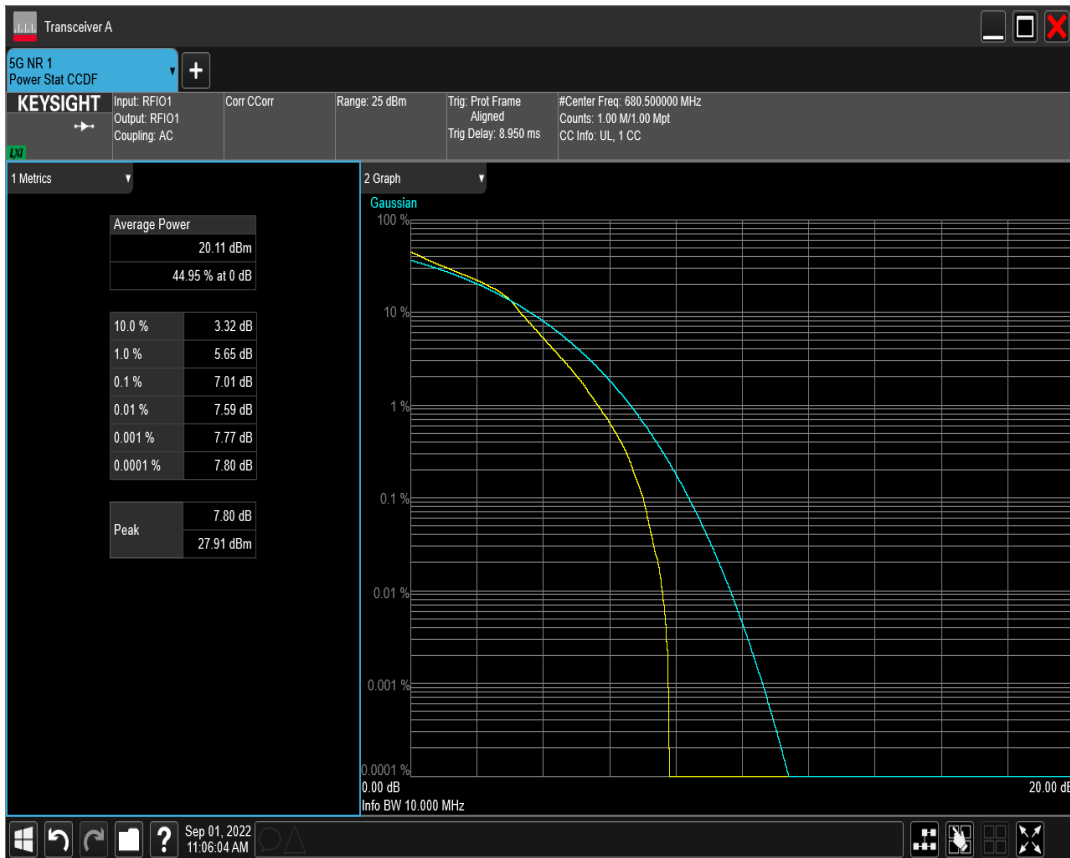 Transceiver A
5G NR 1
Power Stat CCDF
+
KEYSIGHT
LXI
Input: RFIO1
Output: RFIO1
Coupling: AC
Corr CCorr
Range: 25 dBm
Trig: Prot Frame
Aligned
Trig Delay: 8.950 ms
#Center Freq: 680.500000 MHz
Counts: 1.00 M/1.00 Mpt
CC Info: UL, 1 CC
1 Metrics
Average Power
20.11 dBm
44.95 % at 0 dB
10.0 % 3.32 dB
1.0 % 5.65 dB
0.1 % 7.01 dB
0.01 % 7.59 dB
0.001 % 7.77 dB
0.0001 % 7.80 dB
Peak
7.80 dB
27.91 dBm
2 Graph
Gaussian
100 %
10 %
1 %
0.1 %
0.01 %
0.001 %
0.0001 %
0.00 dB 20.00 dB
Info BW 10.000 MHz
?
Sep 01, 2022
11:06:04 AM